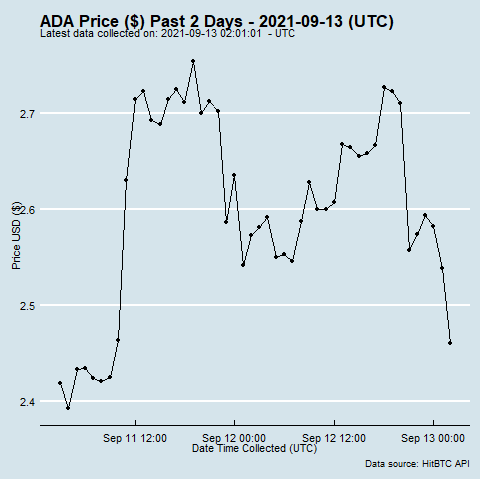 ADA Price ($) Past 2 Days - 2021-09-13 (UTC)
Latest data collected on: 2021-09-13 02:01:01 - UTC
2.7
2.6
2.5
2.4
Price USD ($)
Sep 11 12:00 Sep 12 00:00 Sep 12 12:00 Sep 13 00:00
Date Time Collected (UTC)
Data source: HitBTC API